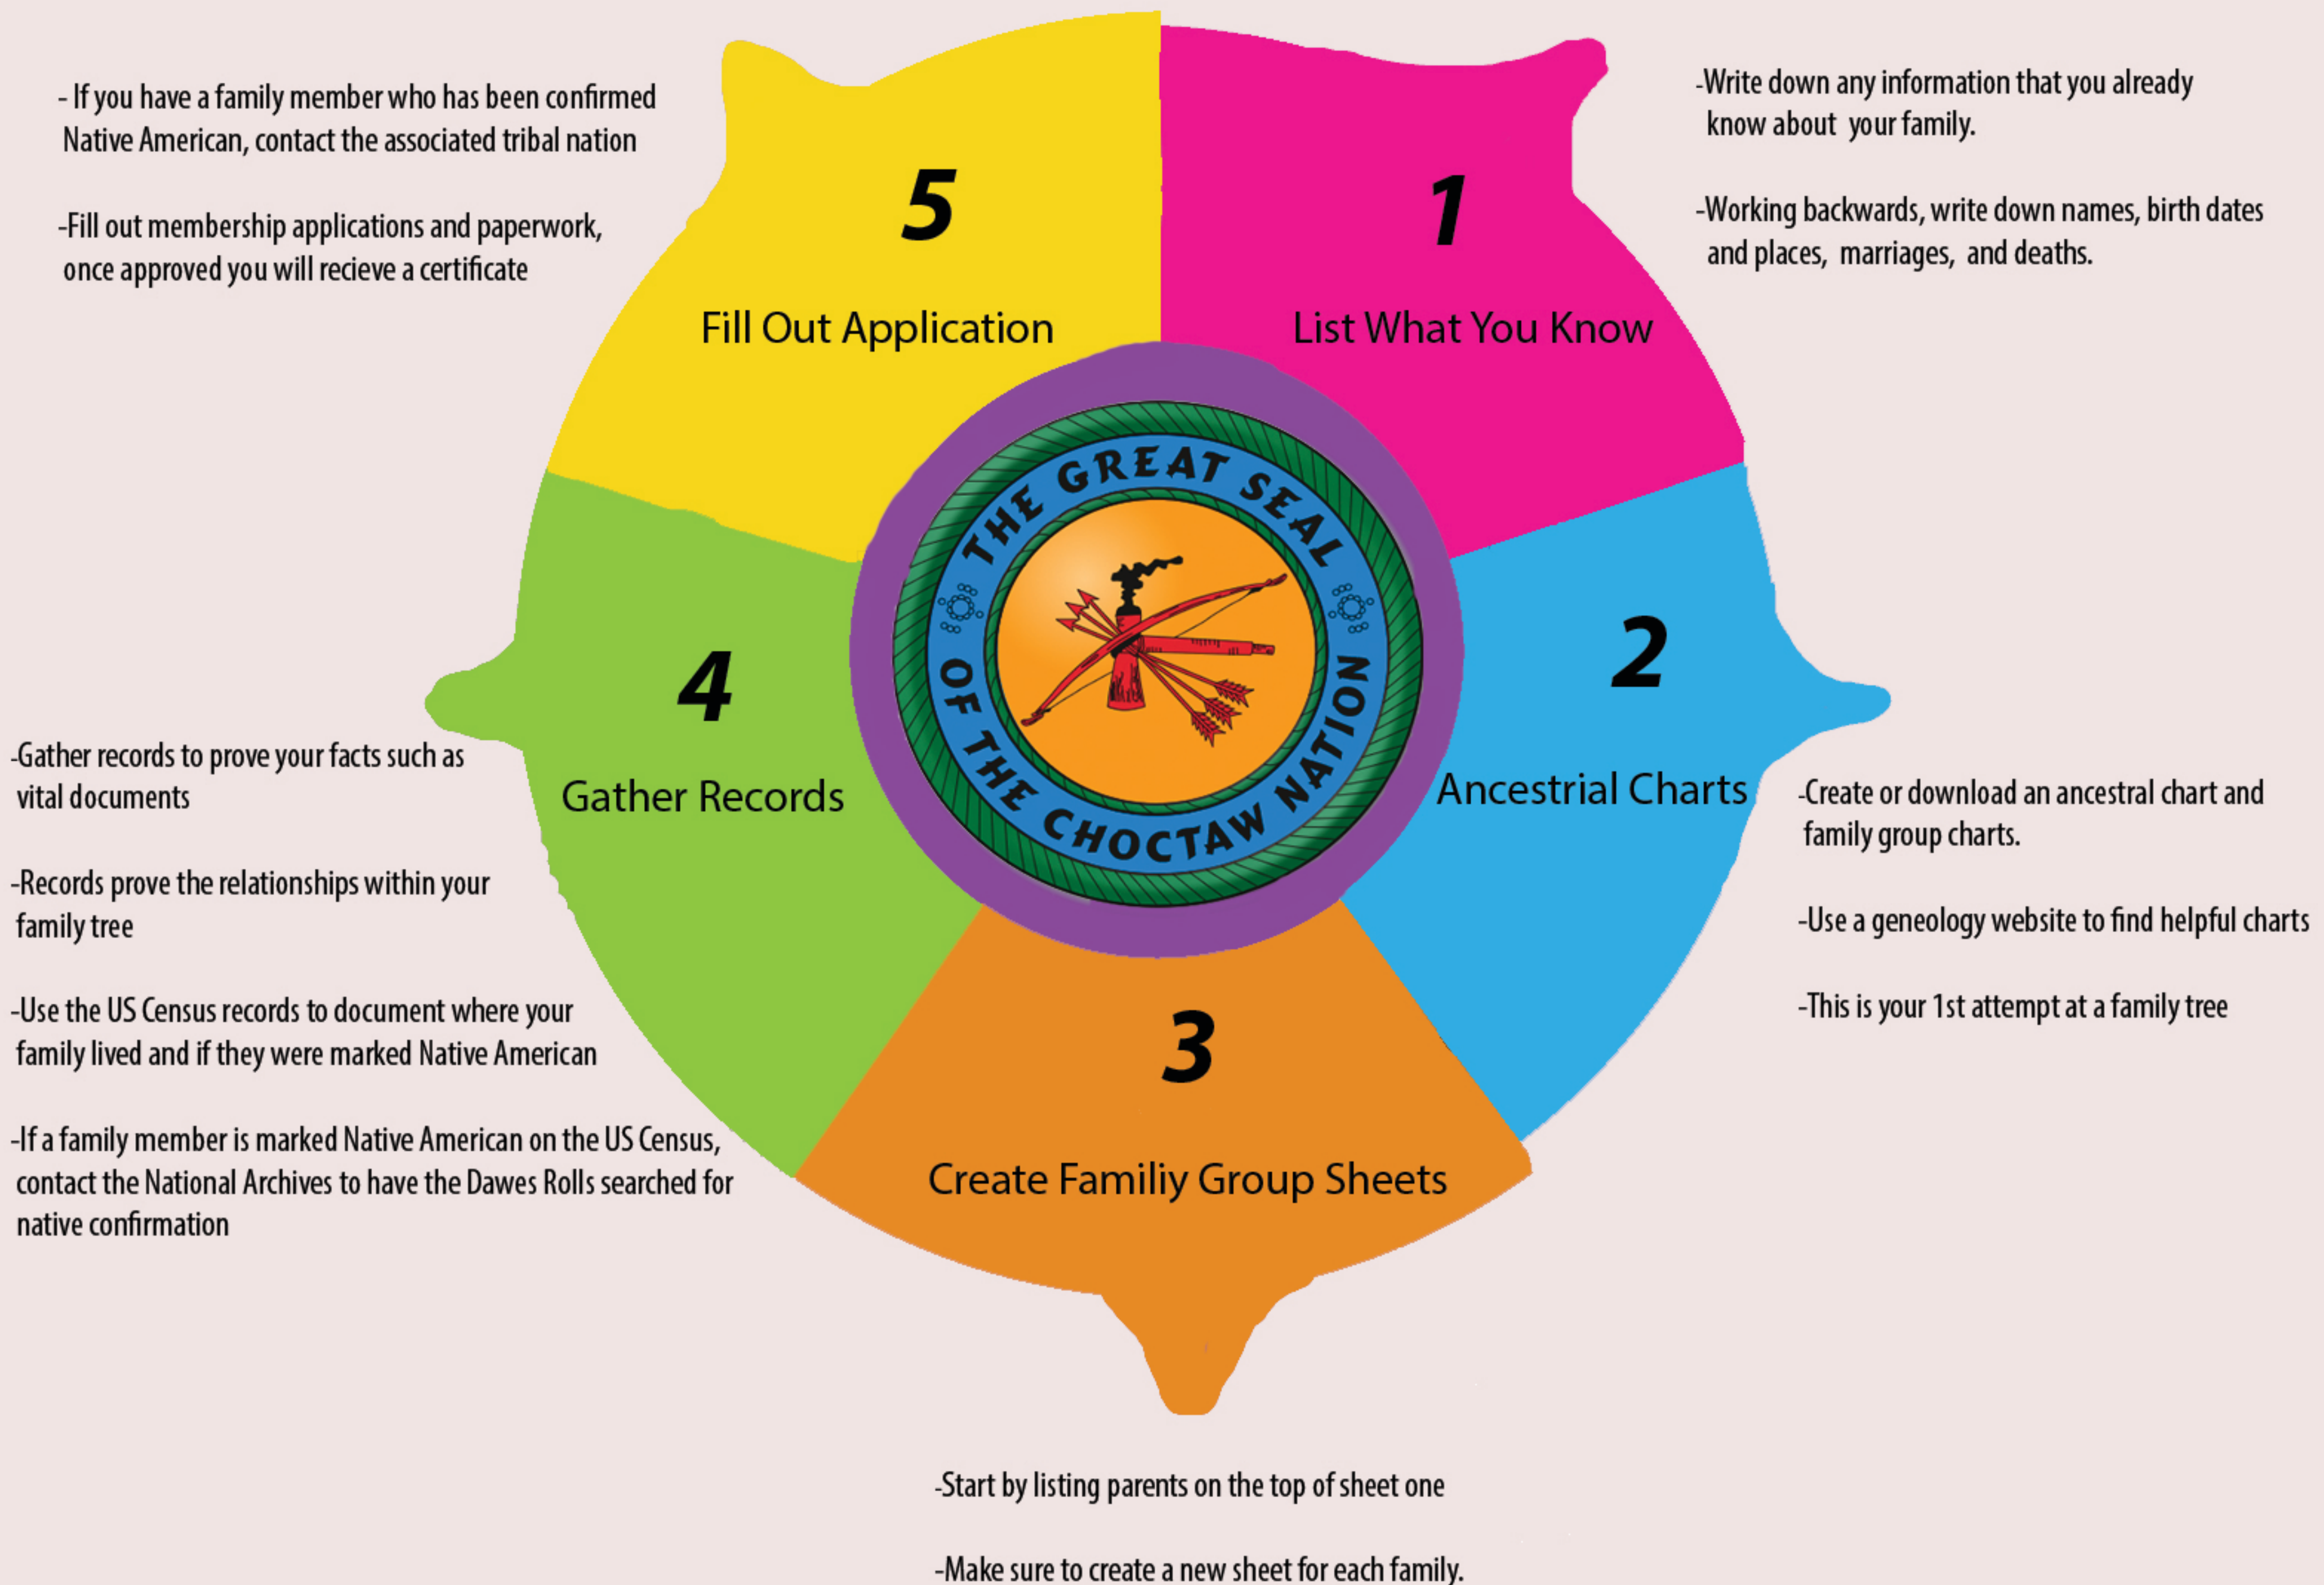 1
List What You Know
-Write down any information that you already
know about your family.
-Working backwards, write down names, birth dates
and places, marriages, and deaths.
2
Ancestrial Charts
-Create or download an ancestral chart and
family group charts.
-Use a geneology website to find helpful charts
-This is your 1st attempt at a family tree
3
Create Familiy Group Sheets
-Start by listing parents on the top of sheet one
-Make sure to create a new sheet for each family.
4
Gather Records
-Gather records to prove your facts such as
vital documents
-Records prove the relationships within your
family tree
-Use the US Census records to document where your
family lived and if they were marked Native American
-If a family member is marked Native American on the US Census,
contact the National Archives to have the Dawes Rolls searched for
native confirmation
5
Fill Out Application
- If you have a family member who has been confirmed
Native American, contact the associated tribal nation
-Fill out membership applications and paperwork,
once approved you will recieve a certificate
THE GREAT SEAL
OF THE CHOCTAW NATION